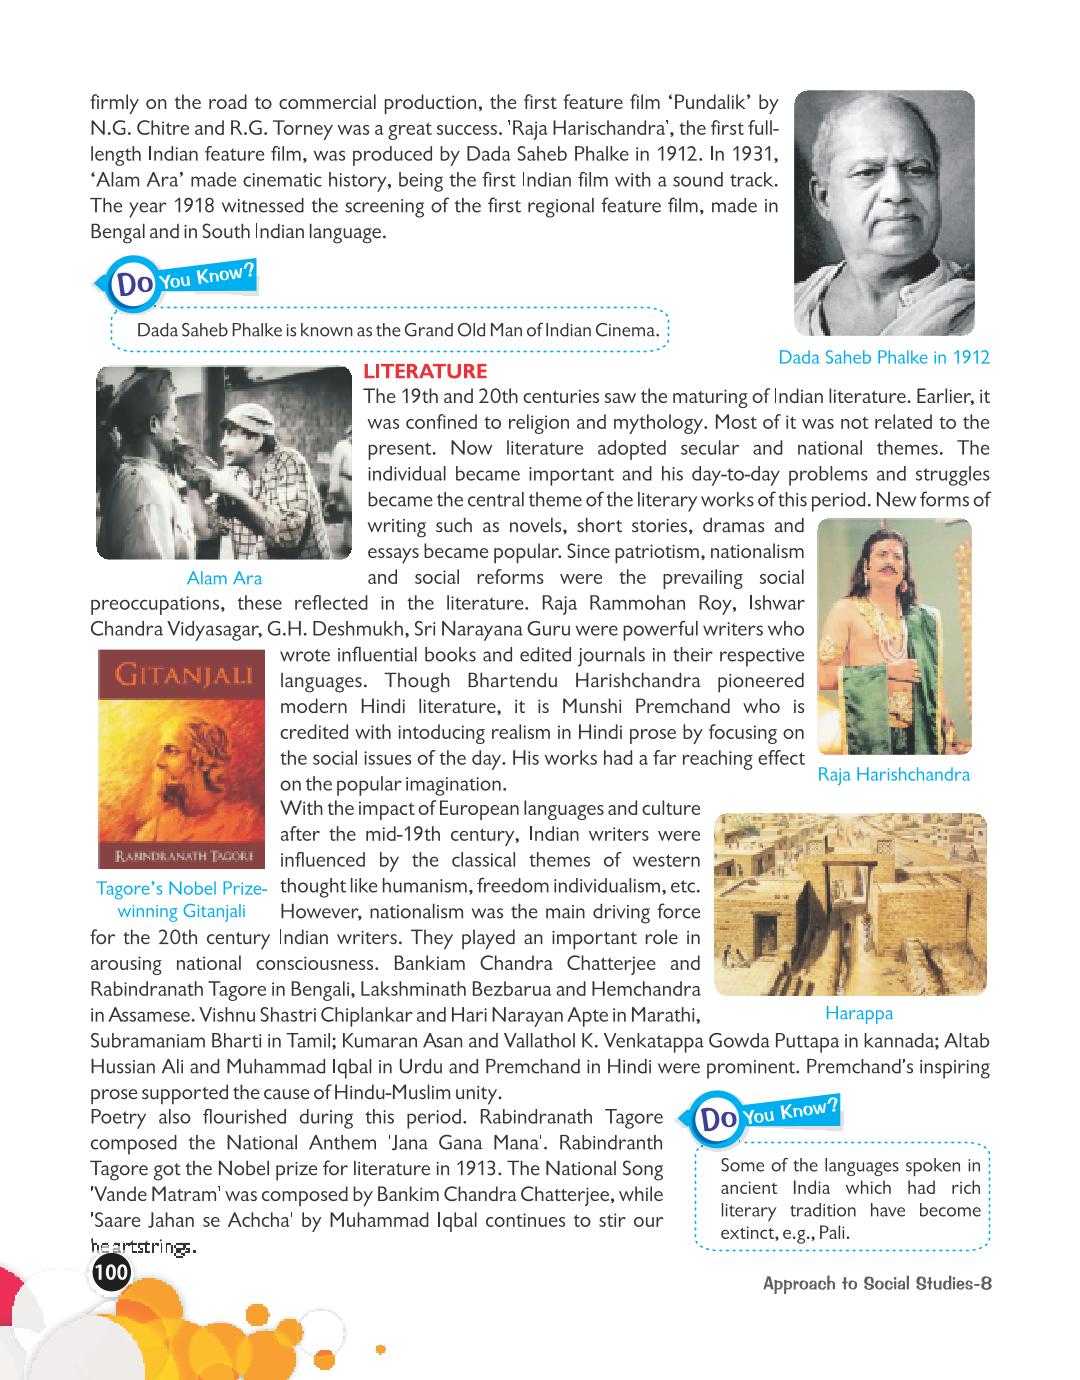 firmly on the road to commercial production, the first feature film ‘Pundalik’ by
N.G. Chitre and R.G. Torney was a great success. 'Raja Harischandra', the first full-
length Indian feature film, was produced by Dada Saheb Phalke in 1912. In 1931,
‘Alam Ara’ made cinematic history, being the first Indian film with a sound track.
The year 1918 witnessed the screening of the first regional feature film, made in
Bengal and in South Indian language.
Do You Know?
Dada Saheb Phalke is known as the Grand Old Man of Indian Cinema.
Dada Saheb Phalke in 1912
LITERATURE
The 19th and 20th centuries saw the maturing of Indian literature. Earlier, it
was confined to religion and mythology. Most of it was not related to the
present. Now literature adopted secular and national themes. The
individual became important and his day-to-day problems and struggles
became the central theme of the literary works of this period. New forms of
writing such as novels, short stories, dramas and
essays became popular. Since patriotism, nationalism
Alam Ara
and social reforms were the prevailing social
preoccupations, these reflected in the literature. Raja Rammohan Roy, Ishwar
Chandra Vidyasagar, G.H. Deshmukh, Sri Narayana Guru were powerful writers who
wrote influential books and edited journals in their respective
languages. Though Bhartendu Harishchandra pioneered
modern Hindi literature, it is Munshi Premchand who is
credited with intoducing realism in Hindi prose by focusing on
the social issues of the day. His works had a far reaching effect
on the popular imagination.
Raja Harishchandra
GITANJALI
RABINDRANATH TAGORE
Tagore’s Nobel Prize-
winning Gitanjali
With the impact of European languages and culture
after the mid-19th century, Indian writers were
influenced by the classical themes of western
thought like humanism, freedom individualism, etc.
However, nationalism was the main driving force
for the 20th century Indian writers. They played an important role in
arousing national consciousness. Bankiam Chandra Chatterjee and
Rabindranath Tagore in Bengali, Lakshminath Bezbarua and Hemchandra
in Assamese. Vishnu Shastri Chiplankar and Hari Narayan Apte in Marathi,
Harappa
Subramaniam Bharti in Tamil; Kumaran Asan and Vallathol K. Venkatappa Gowda Puttapa in kannada; Altab
Hussian Ali and Muhammad Iqbal in Urdu and Premchand in Hindi were prominent. Premchand's inspiring
prose supported the cause of Hindu-Muslim unity.
Poetry also flourished during this period. Rabindranath Tagore
composed the National Anthem 'Jana Gana Mana'. Rabindranth
Tagore got the Nobel prize for literature in 1913. The National Song
'Vande Matram' was composed by Bankim Chandra Chatterjee, while
'Saare Jahan se Achcha' by Muhammad Iqbal continues to stir our
heartstrings.
Do You Know?
Some of the languages spoken in
ancient India which had rich
literary tradition have become
extinct, e.g., Pali.
100
Approach to Social Studies-8